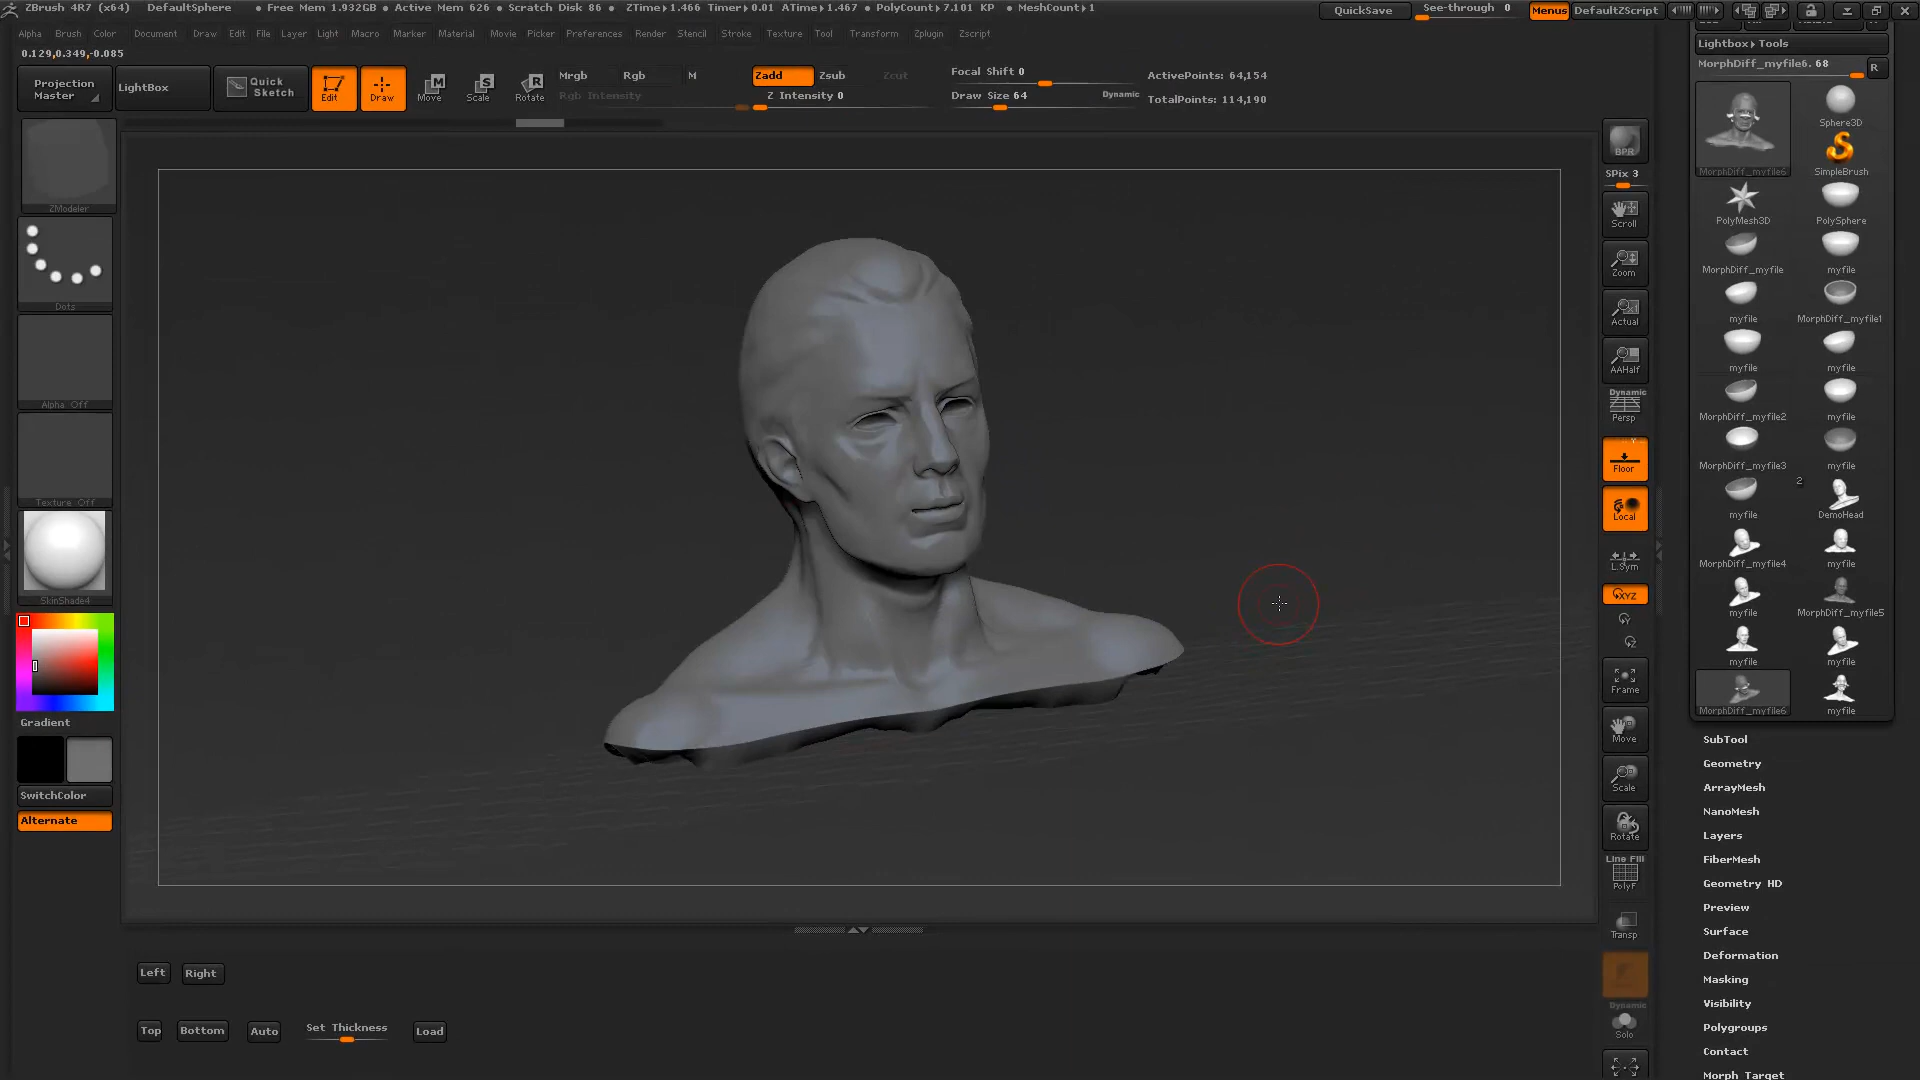 ZBrush 4R7 (x64) DefaultSphere • Free Mem 1.932GB • Active Mem 626 • Scratch Disk 86 • ZTime▸1.466 Timer▸0.01 ATime▸1.467 • PolyCount▸7.101 KP • MeshCount▸1 QuickSave See-through 0 Menus DefaultZScript
Alpha Brush Color Document Draw Edit File Layer Light Macro Marker Material Movie Picker Preferences Render Stencil Stroke Texture Tool Transform Zplugin Zscript
0.129,0.349,-0.085
Projection Master
LightBox
Quick Sketch
Edit
Draw
Move
Scale
Rotate
Mrgb Rgb M
Rgb Intensity
Zadd Zsub Zcut
Z Intensity 0
Focal Shift 0
Draw Size 64 Dynamic
ActivePoints: 64,154
TotalPoints: 114,190
ZModeler
Dots
Alpha Off
Texture Off
SkinShade4
Gradient
SwitchColor
Alternate
Left Right
Top Bottom Auto Set Thickness Load
BPR
SPix 3
Scroll
Zoom
Actual
AAHalf
Dynamic
Persp
Floor
Local
L.Sym
XYZ
Frame
Move
Scale
Rotate
Line Fill
PolyF
Transp
Dynamic
Solo
Lightbox▸Tools
MorphDiff_myfile6. 68 R
MorphDiff_myfile6 Sphere3D
SimpleBrush
PolyMesh3D PolySphere
MorphDiff_myfile myfile
myfile MorphDiff_myfile1
myfile myfile
MorphDiff_myfile2 myfile
MorphDiff_myfile3 myfile
2
myfile DemoHead
MorphDiff_myfile4 myfile
myfile MorphDiff_myfile5
myfile myfile
MorphDiff_myfile6 myfile
SubTool
Geometry
ArrayMesh
NanoMesh
Layers
FiberMesh
Geometry HD
Preview
Surface
Deformation
Masking
Visibility
Polygroups
Contact
Morph Target